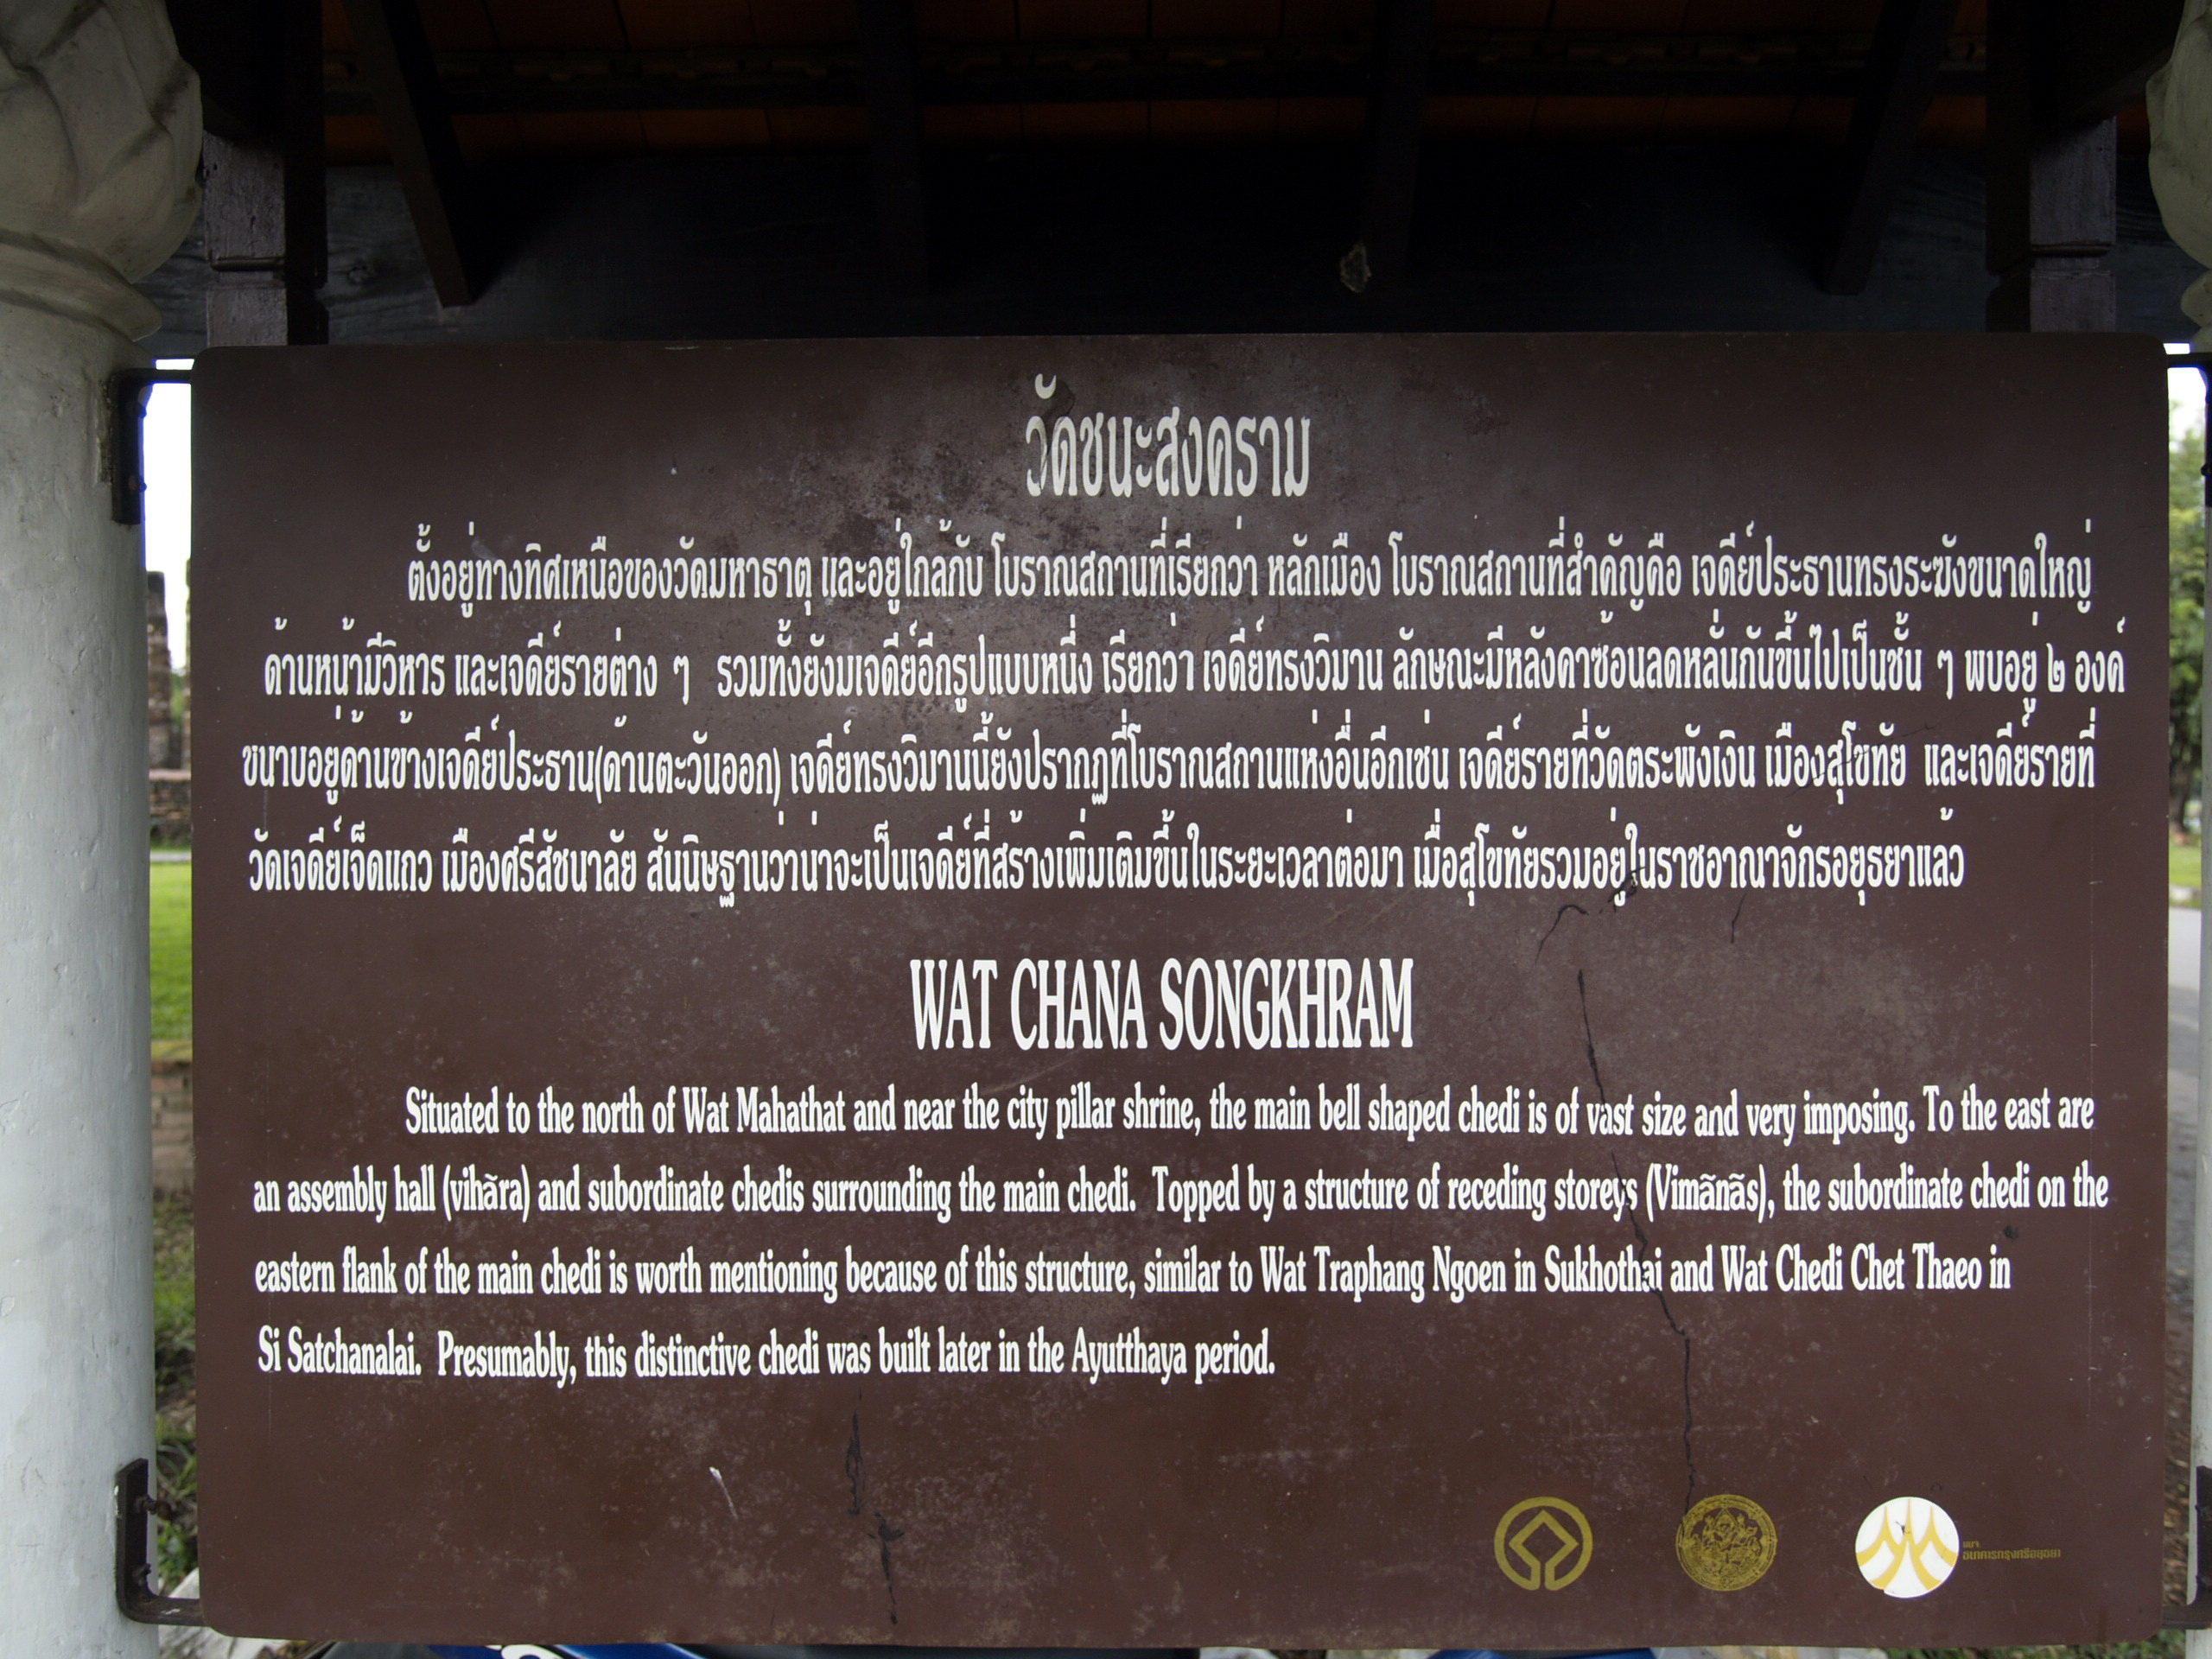 วัดชนะสงคราม
ตั้งอยู่ทางทิศเหนือของวัดมหาธาตุ และอยู่ใกล้กับ โบราณสถานที่เรียกว่า หลักเมือง โบราณสถานที่สำคัญคือ เจดีย์ประธานทรงระฆังขนาดใหญ่
ด้านหน้ามีวิหาร และเจดีย์รายต่าง ๆ รวมทั้งยังมเจดีย์อีกรูปแบบหนึ่ง เรียกว่า เจดีย์ทรงวิมาน ลักษณะมีหลังคาซ้อนลดหลั่นกันขึ้นไปเป็นชั้น ๆ พบอยู่ ๒ องค์
ขนาบอยู่ด้านข้างเจดีย์ประธาน(ด้านตะวันออก) เจดีย์ทรงวิมานนี้ยังปรากฏที่โบราณสถานแห่งอื่นอีกเช่น เจดีย์รายที่วัดตระพังเงิน เมืองสุโขทัย และเจดีย์รายที่
วัดเจดีย์เจ็ดแถว เมืองศรีสัชนาลัย สันนิษฐานว่าน่าจะเป็นเจดีย์ที่สร้างเพิ่มเติมขึ้นในระยะเวลาต่อมา เมื่อสุโขทัยรวมอยู่ในราชอาณาจักรอยุธยาแล้ว
WAT CHANA SONGKHRAM
Situated to the north of Wat Mahathat and near the city pillar shrine, the main bell shaped chedi is of vast size and very imposing. To the east are
an assembly hall (vihãra) and subordinate chedis surrounding the main chedi. Topped by a structure of receding storeys (Vimãnãs), the subordinate chedi on the
eastern flank of the main chedi is worth mentioning because of this structure, similar to Wat Traphang Ngoen in Sukhothai and Wat Chedi Chet Thaeo in
Si Satchanalai. Presumably, this distinctive chedi was built later in the Ayutthaya period.
ธนาคารกรุงศรีอยุธยา